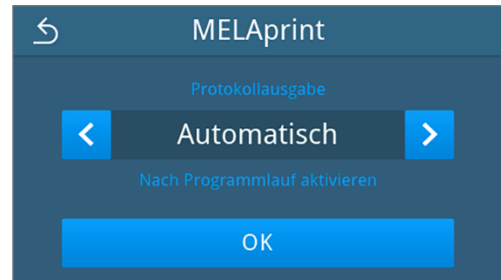 MELAprint
Protokollausgabe
Automatisch
Nach Programmlauf aktivieren
OK